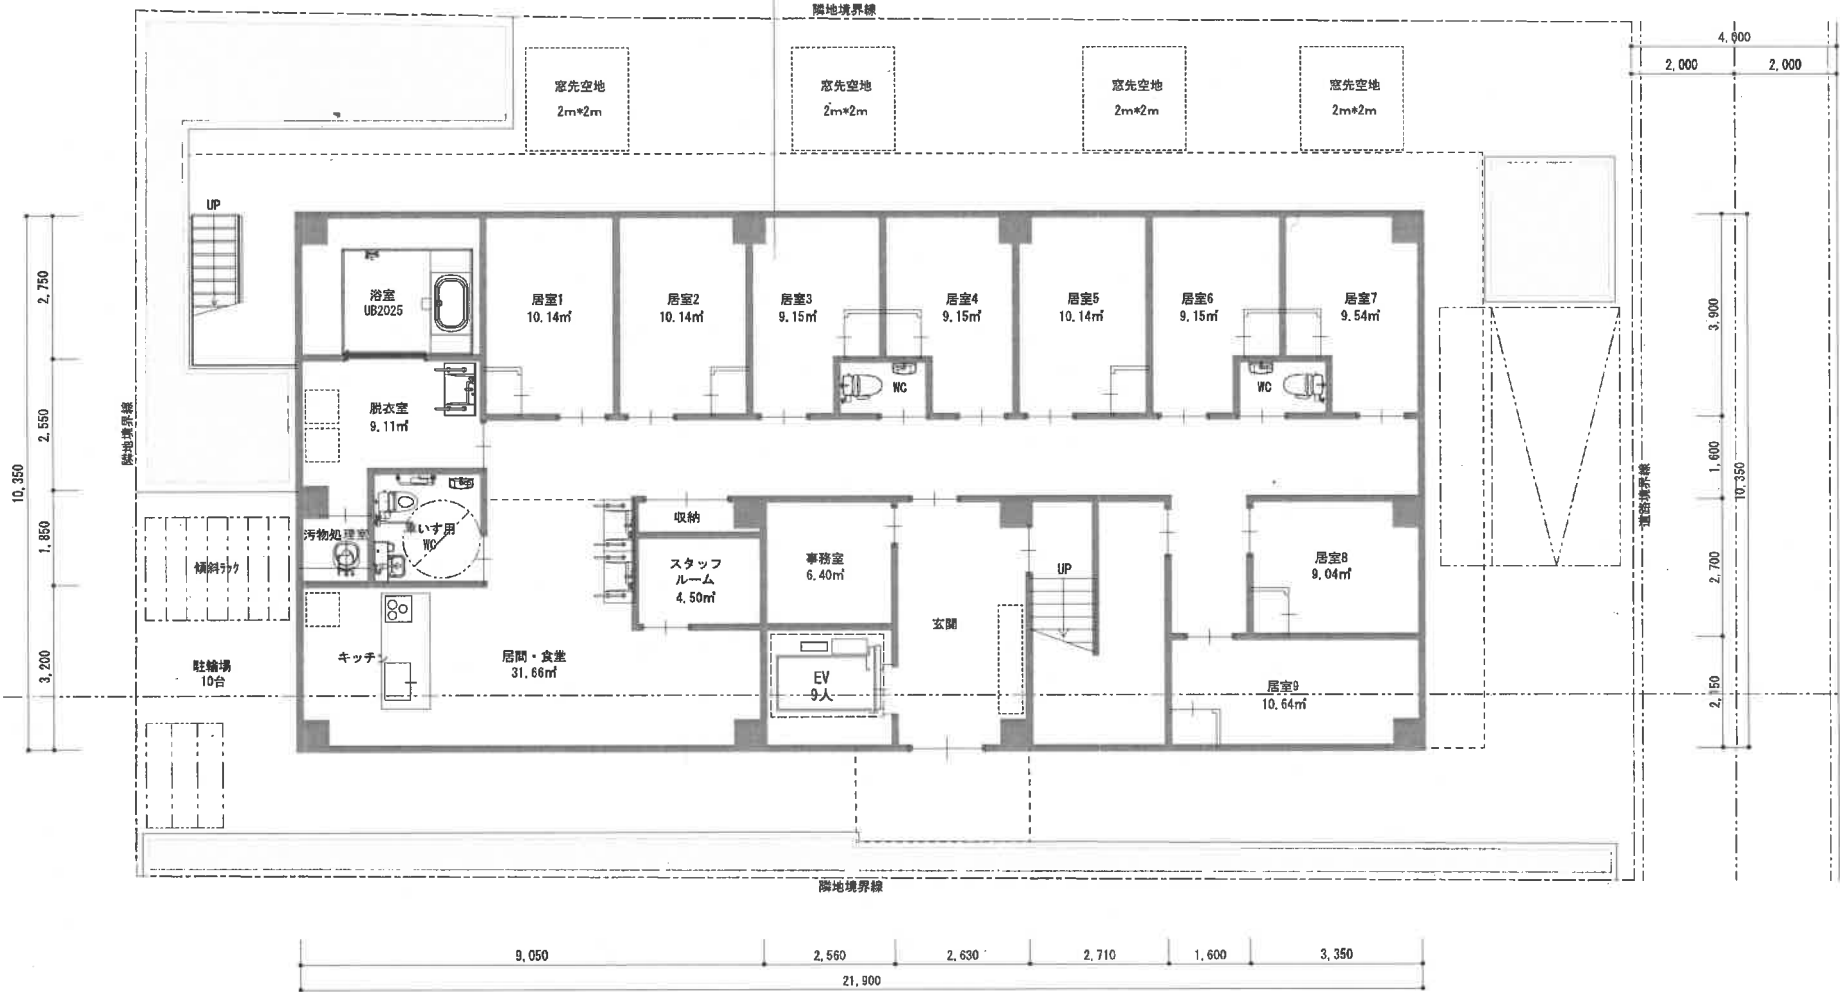 隣地境界線
4,000
2,000
2,000
窓先空地
2m*2m
窓先空地
2m*2m
窓先空地
2m*2m
窓先空地
2m*2m
UP
浴室
UB2025
居室1
10.14㎡
居室2
10.14㎡
居室3
9.15㎡
居室4
9.15㎡
居室5
10.14㎡
居室6
9.15㎡
居室7
9.54㎡
WC
WC
脱衣室
9.11㎡
隣地境界線
道路境界線
2,750
2,550
1,850
3,200
10,350
3,900
1,600
2,700
2,150
10,350
汚物処理室
車いす用
WC
収納
スタッフ
ルーム
4.50㎡
事務室
6.40㎡
UP
居室8
9.04㎡
傾斜ラック
玄関
駐輪場
10台
キッチン
居間・食堂
31.66㎡
EV
9人
居室9
10.64㎡
隣地境界線
9,050
2,560
2,630
2,710
1,600
3,350
21,900